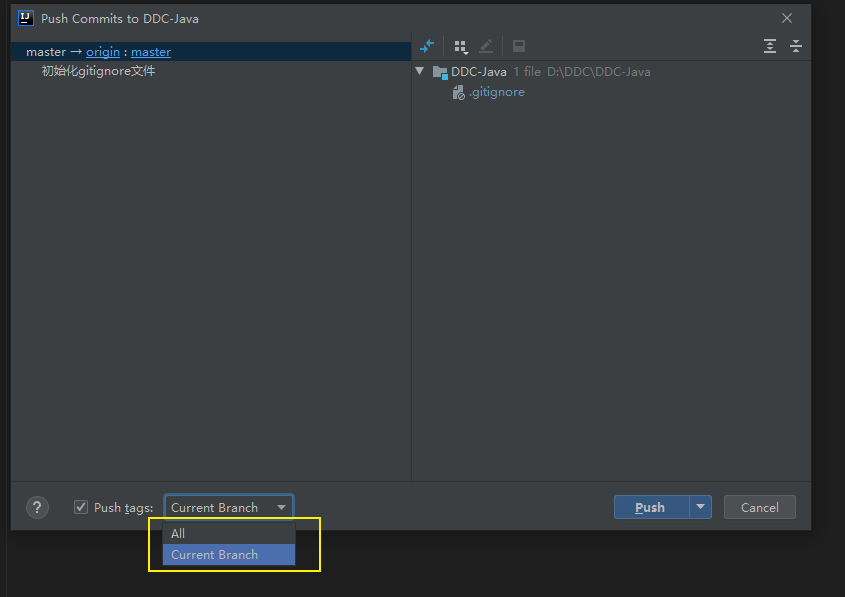 Push Commits to DDC-Java
master → origin : master
初始化gitignore文件
DDC-Java 1 file D:\DDC\DDC-Java
.gitignore
? Push tags: Current Branch Push Cancel
All
Current Branch